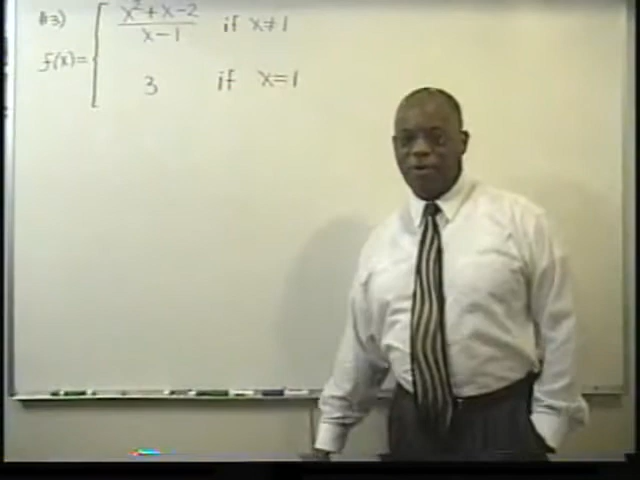 #3)
f(x) = { x²+x-2 / x-1 if x≠1
3 if x=1